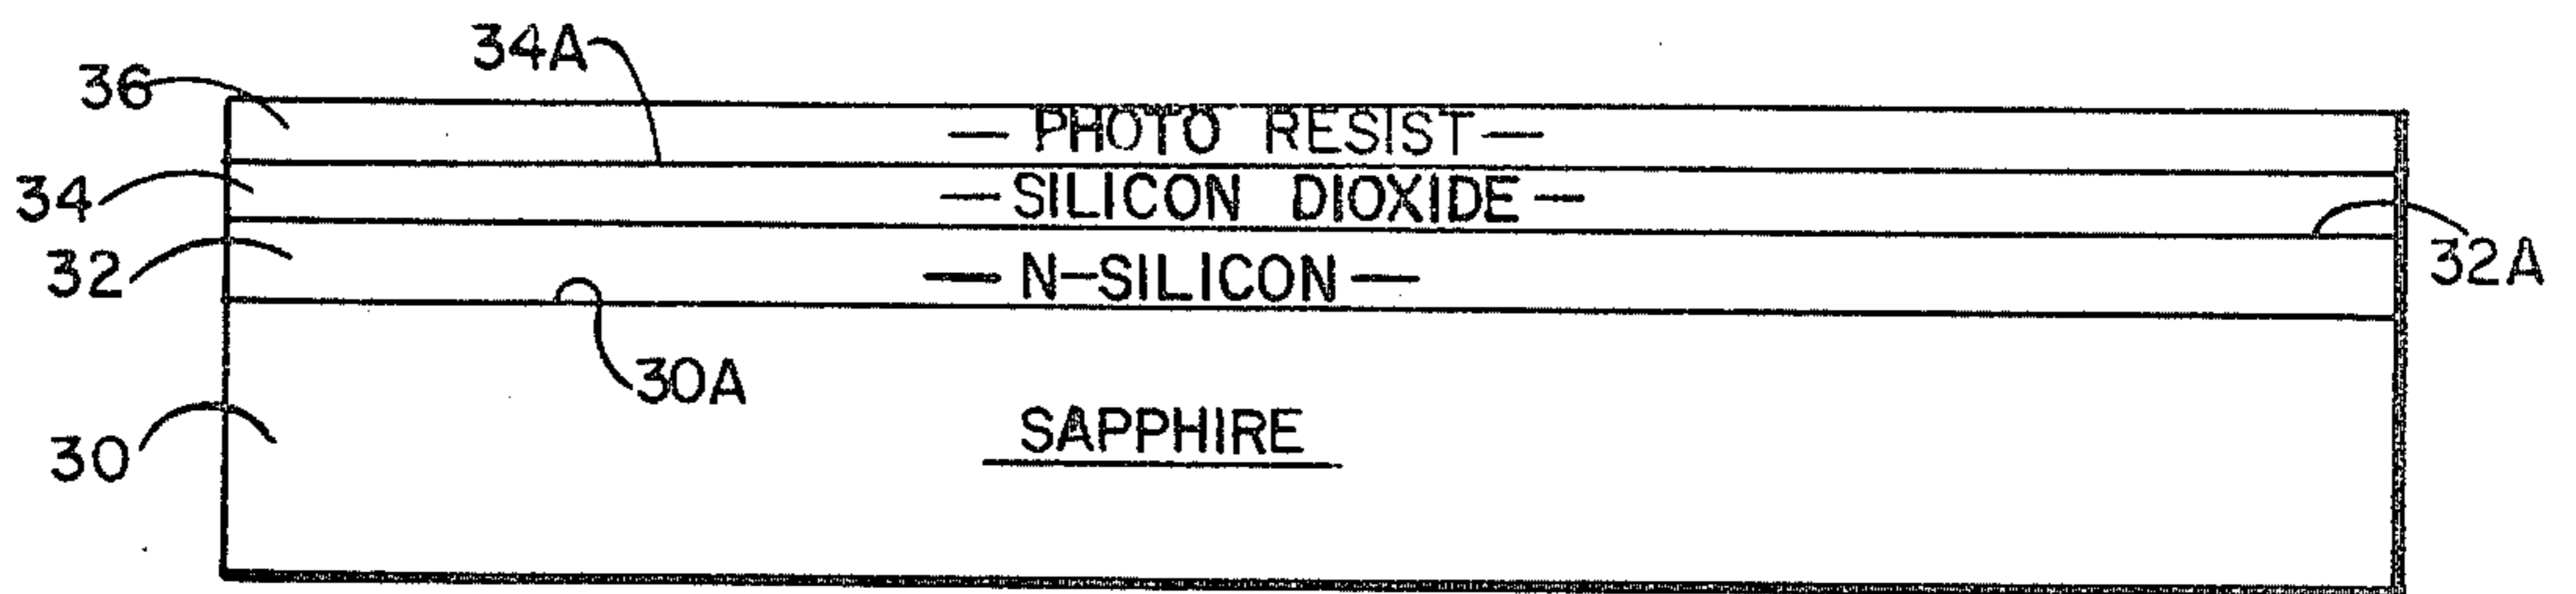 34A
36
— PHOTO RESIST —
34
— SILICON DIOXIDE —
32
— N-SILICON —
32A
30A
30
SAPPHIRE